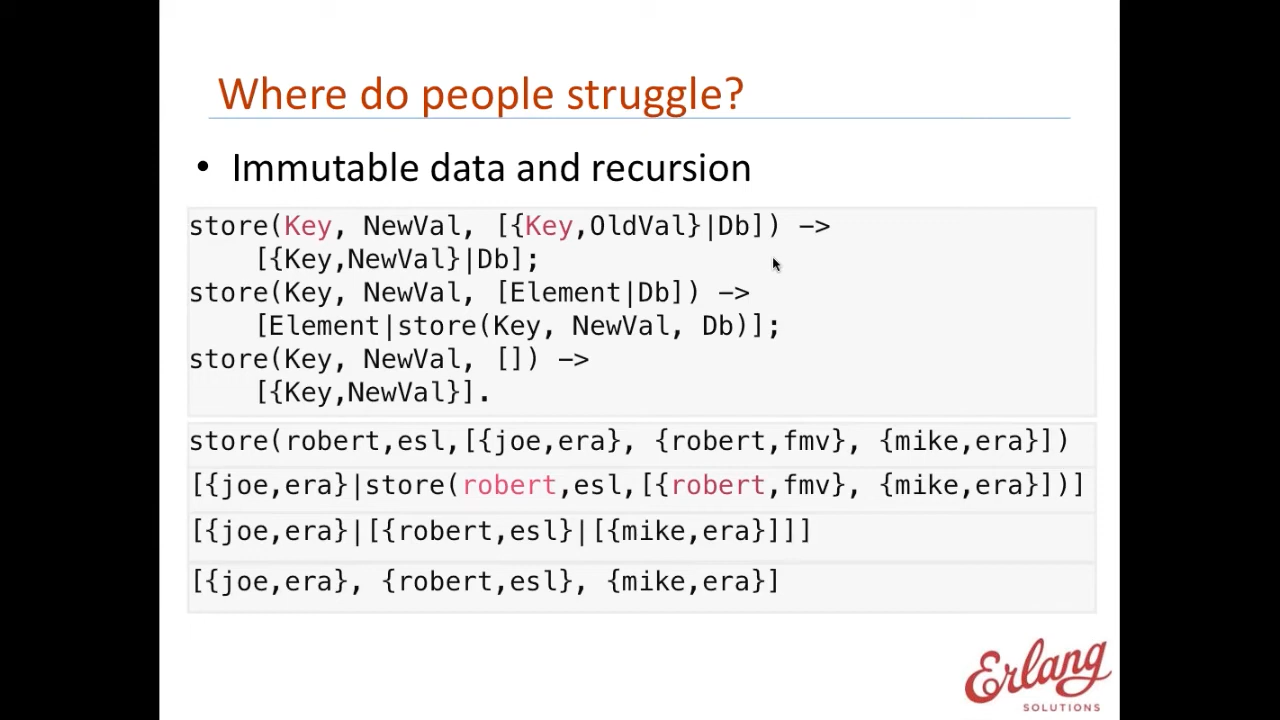 Where do people struggle?
• Immutable data and recursion
store(Key, NewVal, [{Key,OldVal}|Db]) ->
    [{Key,NewVal}|Db];
store(Key, NewVal, [Element|Db]) ->
    [Element|store(Key, NewVal, Db)];
store(Key, NewVal, []) ->
    [{Key,NewVal}].
store(robert,esl,[{joe,era}, {robert,fmv}, {mike,era}])
[{joe,era}|store(robert,esl,[{robert,fmv}, {mike,era}])]
[{joe,era}|[{robert,esl}|[{mike,era}]]]
[{joe,era}, {robert,esl}, {mike,era}]
Erlang
SOLUTIONS